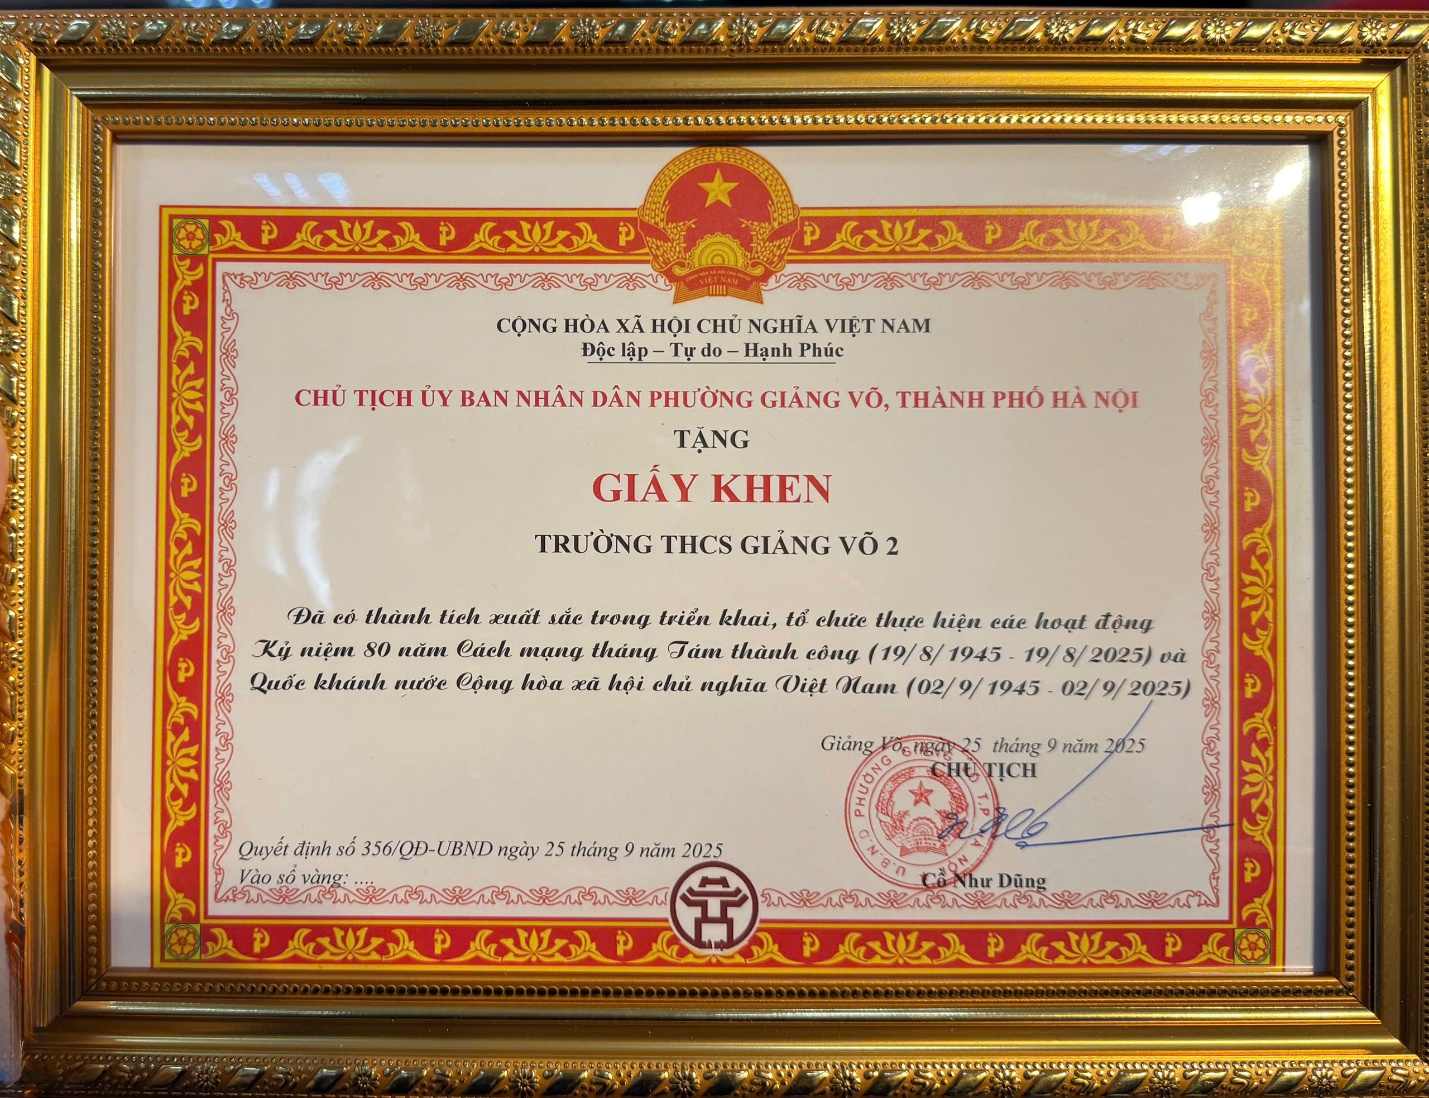 CỘNG HÒA XÃ HỘI CHỦ NGHĨA VIỆT NAM
Độc lập – Tự do – Hạnh Phúc
CHỦ TỊCH ỦY BAN NHÂN DÂN PHƯỜNG GIẢNG VÕ, THÀNH PHỐ HÀ NỘI
TẶNG
GIẤY KHEN
TRƯỜNG THCS GIẢNG VÕ 2
Đã có thành tích xuất sắc trong triển khai, tổ chức thực hiện các hoạt động
Kỷ niệm 80 năm Cách mạng tháng Tám thành công (19/8/1945 - 19/8/2025) và
Quốc khánh nước Cộng hòa xã hội chủ nghĩa Việt Nam (02/9/1945 - 02/9/2025)
Giảng Võ, ngày 25 tháng 9 năm 2025
CHỦ TỊCH
Cồ Như Dũng
Quyết định số 356/QĐ-UBND ngày 25 tháng 9 năm 2025
Vào sổ vàng: ....